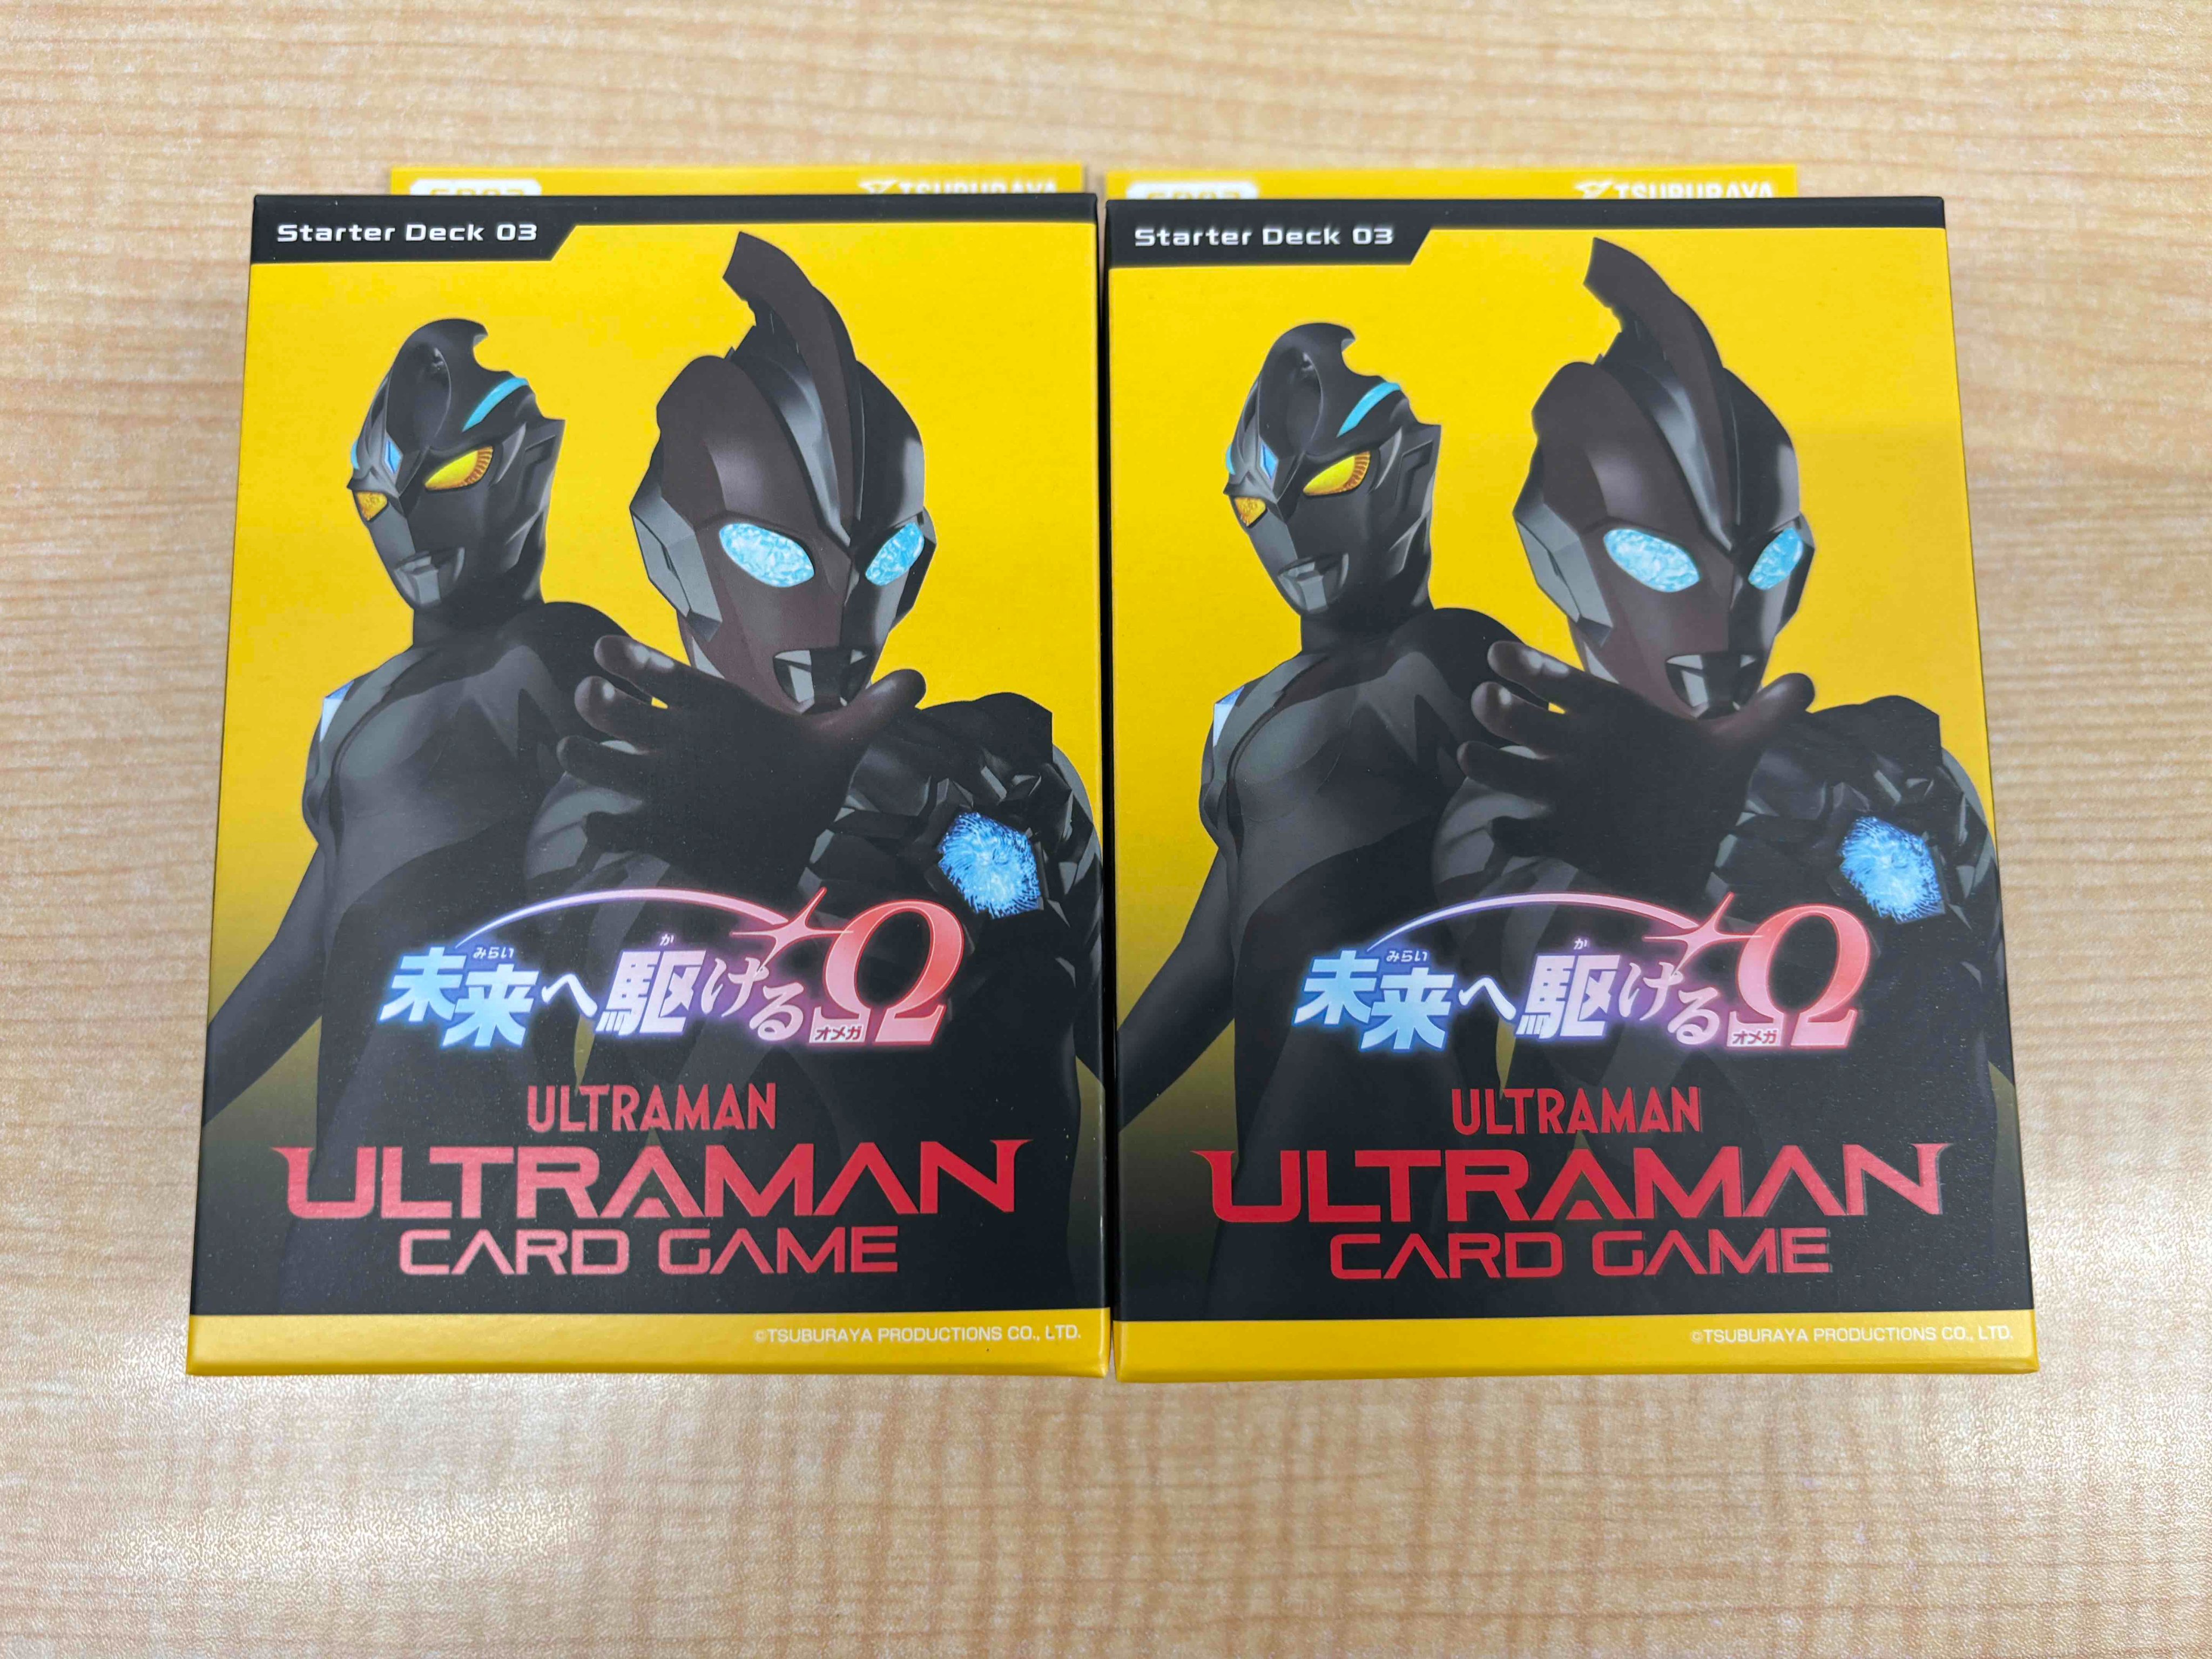 TSUBURAYA
Starter Deck 03
みらい
か
未来へ駆けるΩ
オメガ
ULTRAMAN
ULTRAMAN
CARD GAME
©TSUBURAYA PRODUCTIONS CO., LTD.
TSUBURAYA
Starter Deck 03
みらい
か
未来へ駆けるΩ
オメガ
ULTRAMAN
ULTRAMAN
CARD GAME
©TSUBURAYA PRODUCTIONS CO., LTD.